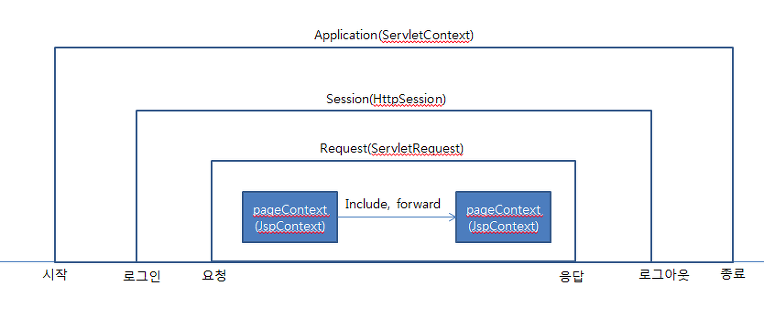 Application(ServletContext)
Session(HttpSession)
Request(ServletRequest)
pageContext
(JspContext)
Include, forward
pageContext
(JspContext)
시작
로그인
요청
응답
로그아웃
종료